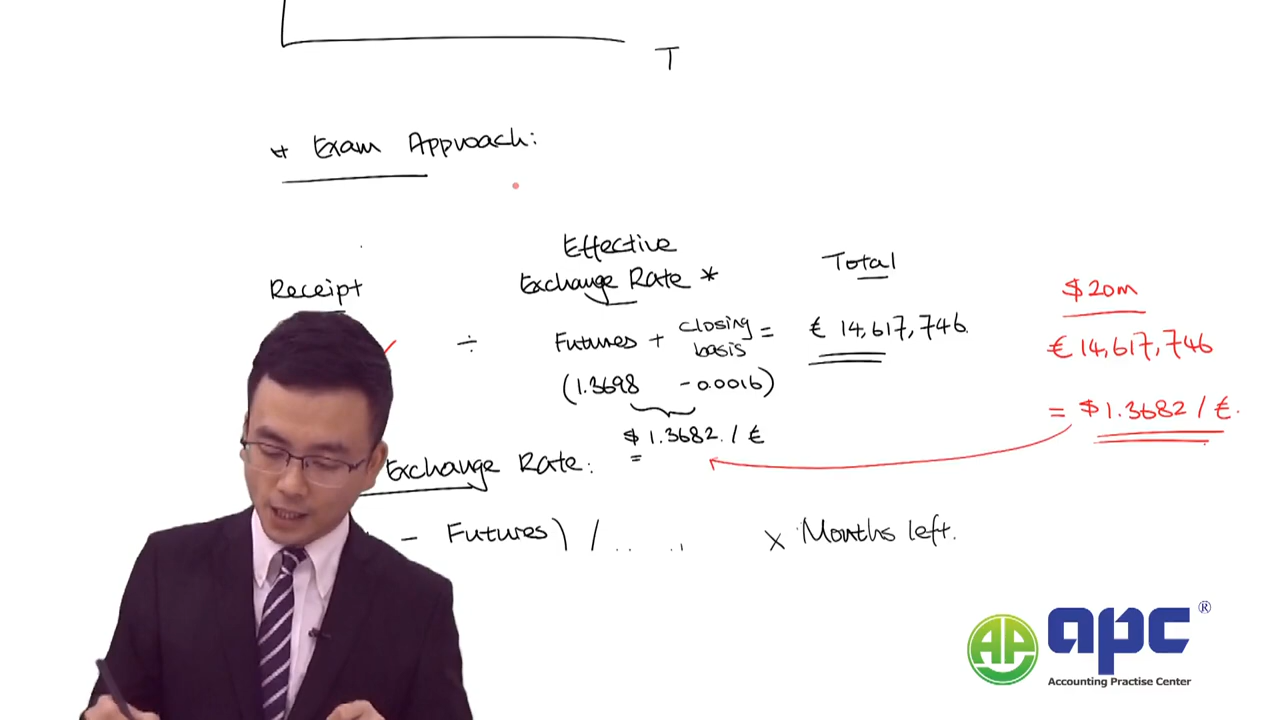 T
* Exam Approach:
Effective
Exchange Rate *
Total
Receipt
$ 20m
÷ Futures + closing basis = € 14,617,746.
€ 14,617,746
(1.3698 - 0.0016)
= $ 1.3682 / €.
$ 1.3682. / €
=
Exchange Rate:
- Futures) / ..... x Months left.
AP apc ®
Accounting Practise Center